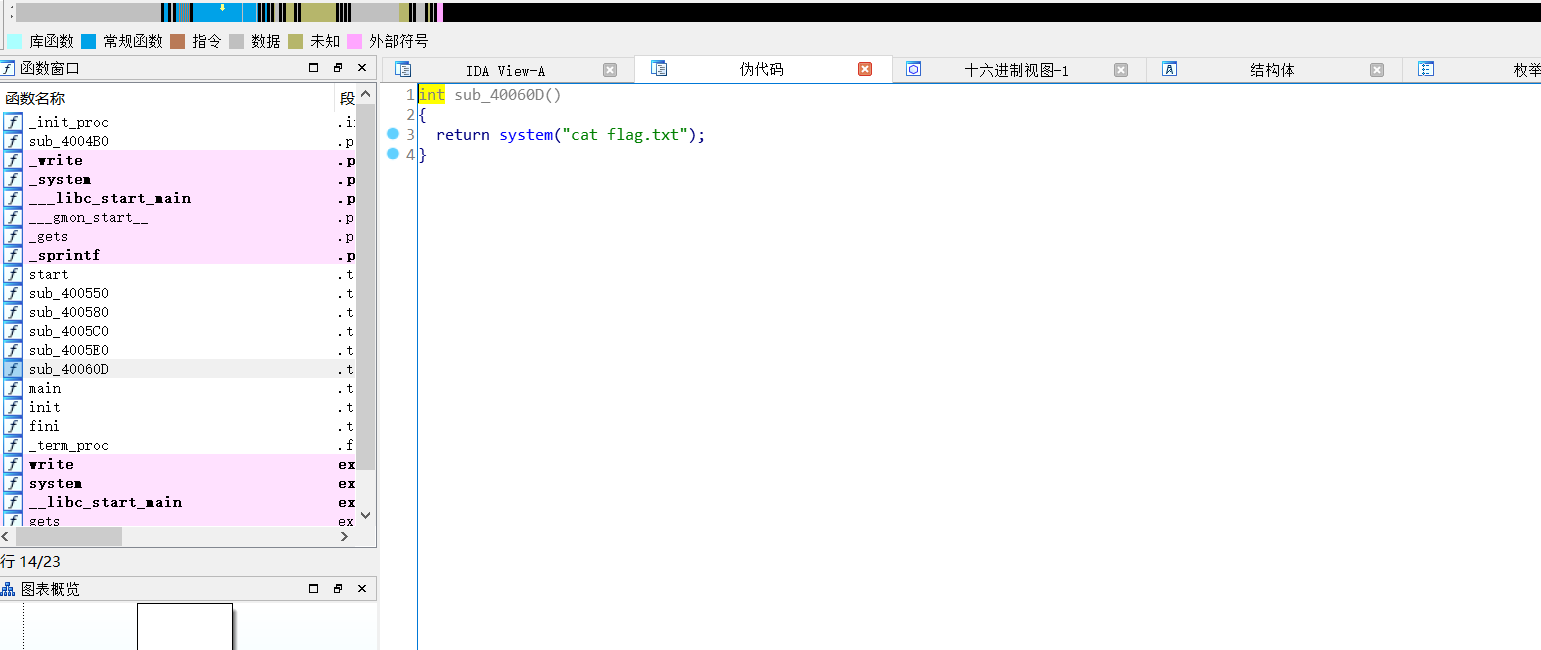 库函数 常规函数 指令 数据 未知 外部符号
函数窗口
IDA View-A 伪代码 十六进制视图-1 结构体 枚举
函数名称 段
_init_proc .i
sub_4004B0 .p
_write .p
_system .p
___libc_start_main .p
___gmon_start__ .p
_gets .p
_sprintf .p
start .t
sub_400550 .t
sub_400580 .t
sub_4005C0 .t
sub_4005E0 .t
sub_40060D .t
main .t
init .t
fini .t
_term_proc .f
write ex
system ex
__libc_start_main ex
gets ex
行 14/23
图表概览
1 int sub_40060D()
2 {
3 return system("cat flag.txt");
4 }